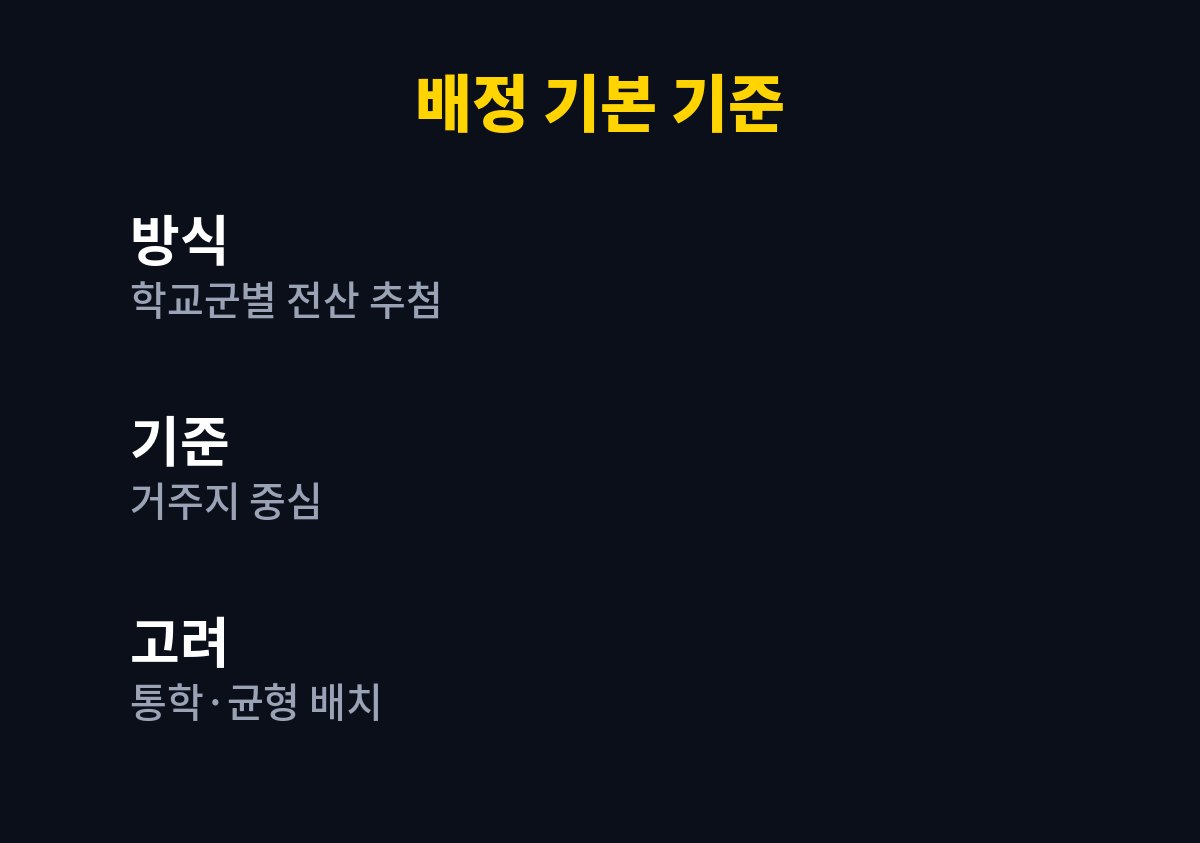 배정 기본 기준
방식
학교군별 전산 추첨
기준
거주지 중심
고려
통학·균형 배치